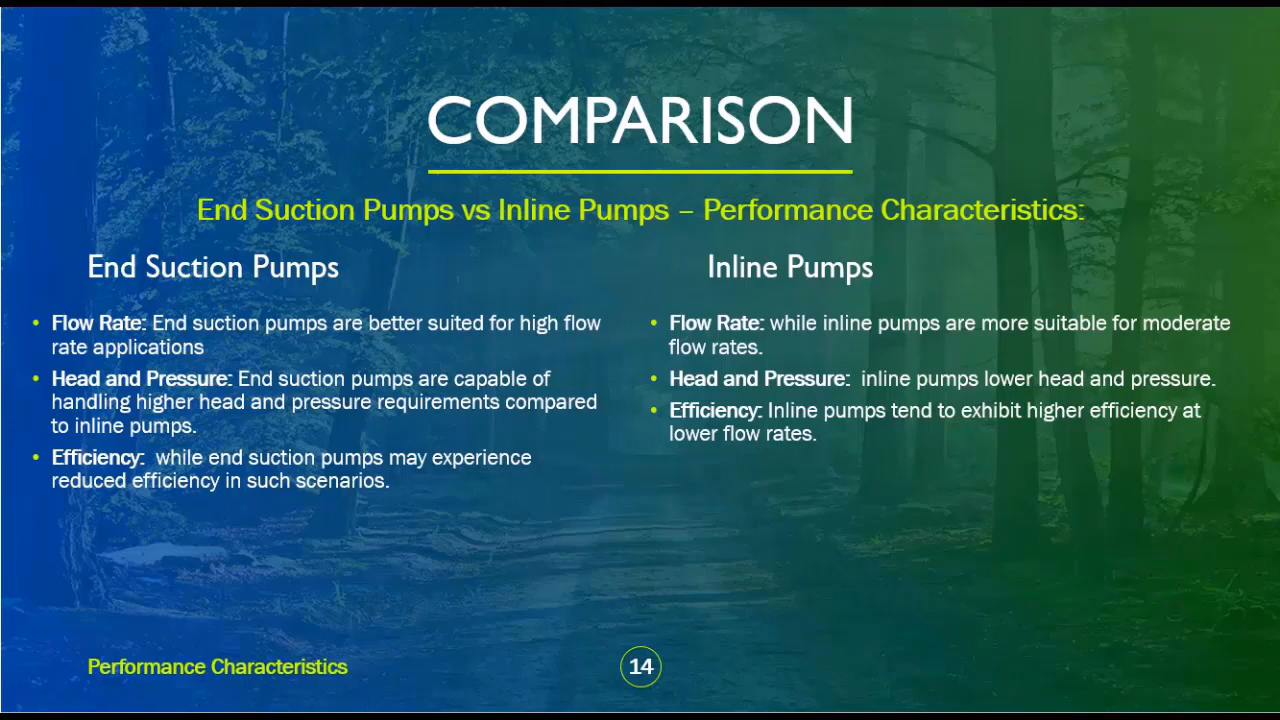 COMPARISON
End Suction Pumps vs Inline Pumps – Performance Characteristics:
End Suction Pumps
• Flow Rate: End suction pumps are better suited for high flow
rate applications
• Head and Pressure: End suction pumps are capable of
handling higher head and pressure requirements compared
to inline pumps.
• Efficiency:  while end suction pumps may experience
reduced efficiency in such scenarios.
Inline Pumps
• Flow Rate: while inline pumps are more suitable for moderate
flow rates.
• Head and Pressure:  inline pumps lower head and pressure.
• Efficiency: Inline pumps tend to exhibit higher efficiency at
lower flow rates.
Performance Characteristics
14